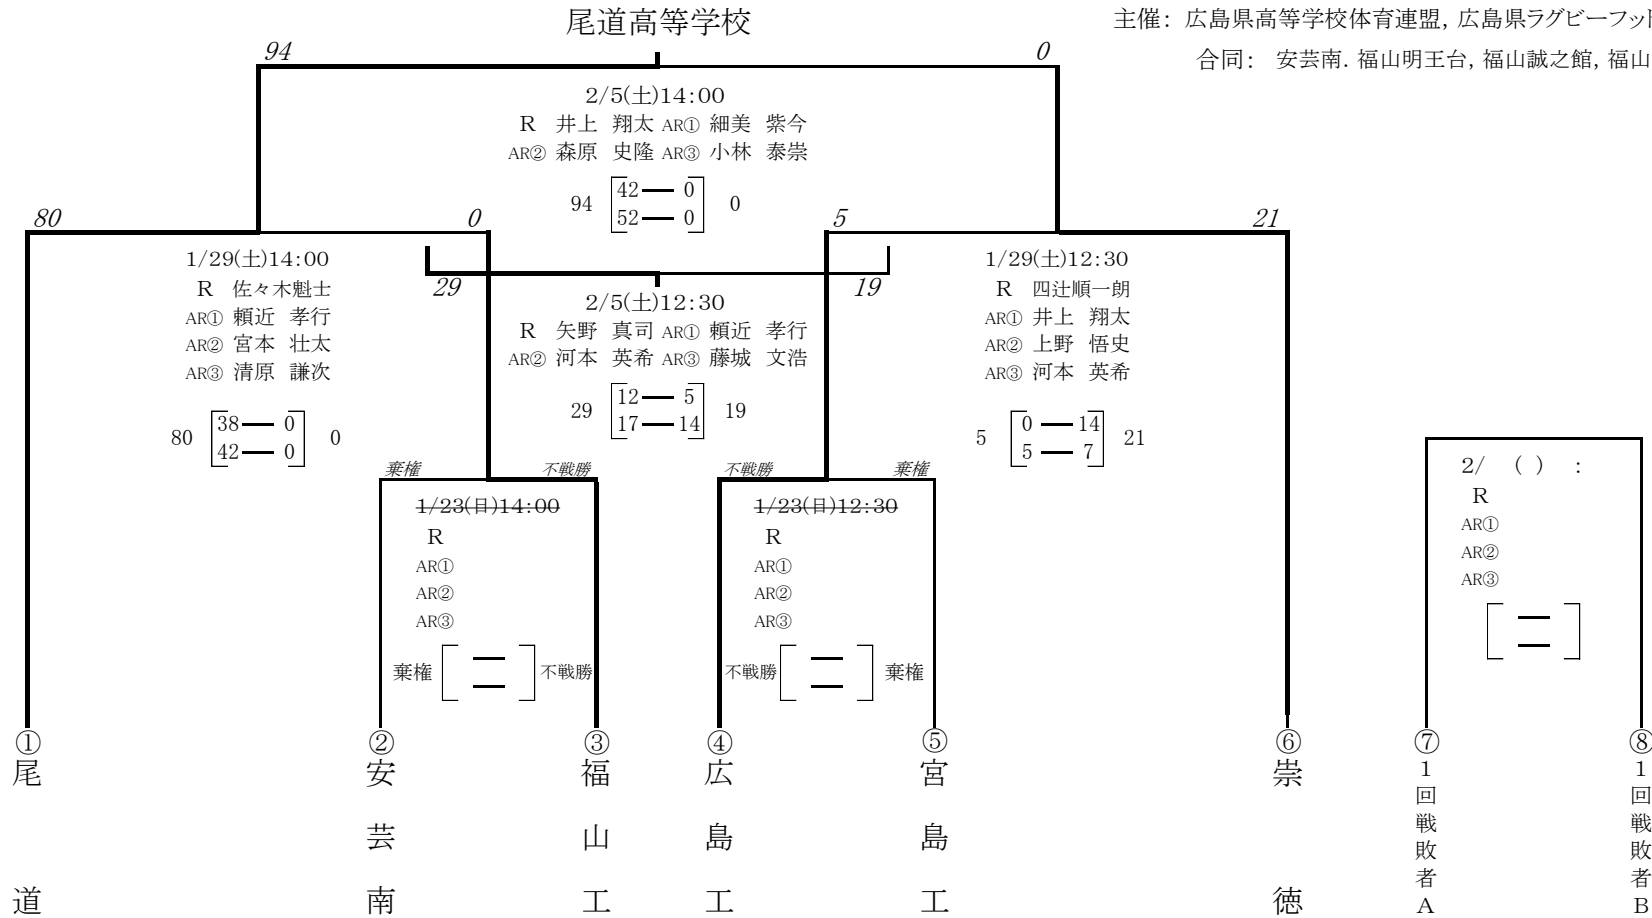 尾道高等学校
主催: 広島県高等学校体育連盟, 広島県ラグビーフッ
合同: 安芸南. 福山明王台, 福山誠之館, 福山
94
0
2/5(土)14:00
R 井上 翔太 AR① 細美 紫今
AR② 森原 史隆 AR③ 小林 泰崇
94 42 0 0
52 0
80
0
5
21
1/29(土)14:00
R 佐々木魁士
AR① 頼近 孝行
AR② 宮本 壮太
AR③ 清原 謙次
80 38 0 0
42 0
29
19
2/5(土)12:30
R 矢野 真司 AR① 頼近 孝行
AR② 河本 英希 AR③ 藤城 文浩
29 12 5 19
17 14
1/29(土)12:30
R 四辻順一朗
AR① 井上 翔太
AR② 上野 悟史
AR③ 河本 英希
5 0 14 21
5 7
棄権 不戦勝
1/23(日)14:00
R
AR①
AR②
AR③
棄権 不戦勝
不戦勝 棄権
1/23(日)12:30
R
AR①
AR②
AR③
不戦勝 棄権
2/ ( ) :
R
AR①
AR②
AR③
①尾道
②安芸南
③福山工
④広島工
⑤宮島工
⑥崇徳
⑦1回戦敗者A
⑧1回戦敗者B